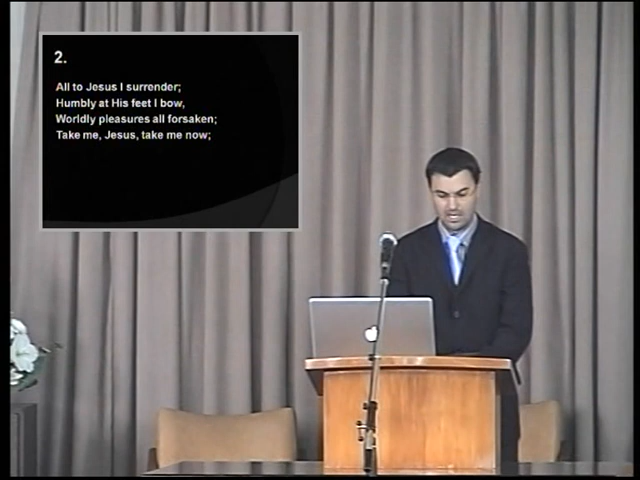 2.
All to Jesus I surrender;
Humbly at His feet I bow,
Worldly pleasures all forsaken;
Take me, Jesus, take me now;